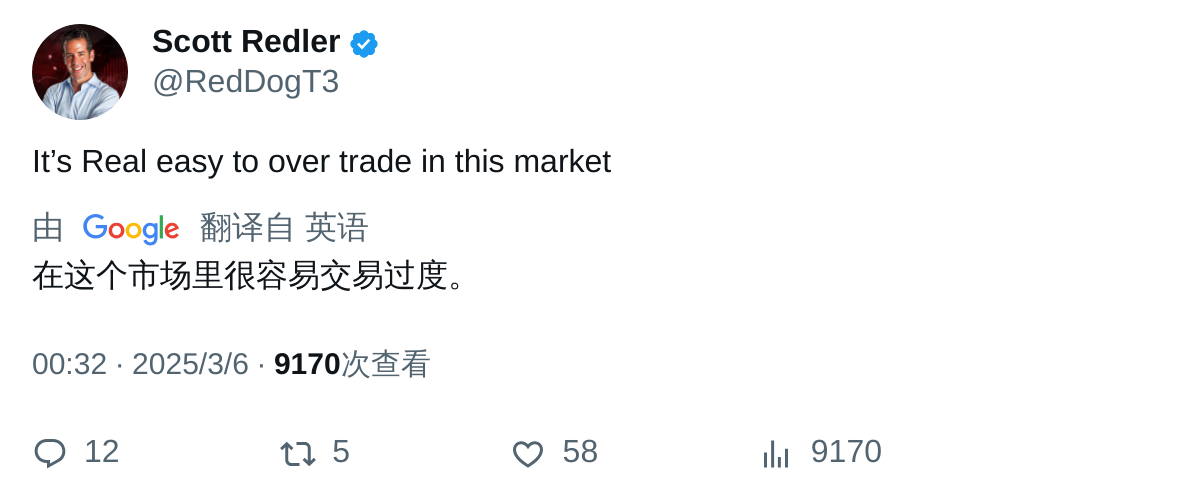 Scott Redler
@RedDogT3
It’s Real easy to over trade in this market
由 Google 翻译自 英语
在这个市场里很容易交易过度。
00:32 · 2025/3/6 · 9170次查看
12 5 58 9170